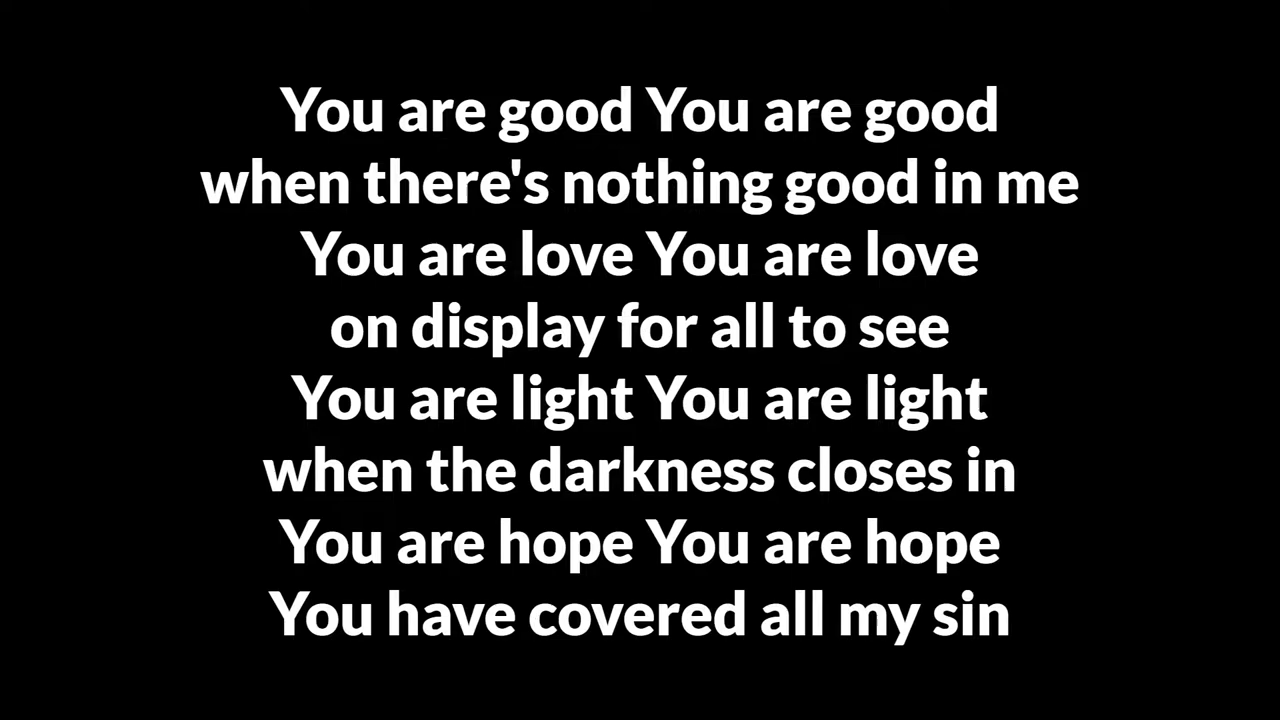 You are good You are good
when there's nothing good in me
You are love You are love
on display for all to see
You are light You are light
when the darkness closes in
You are hope You are hope
You have covered all my sin